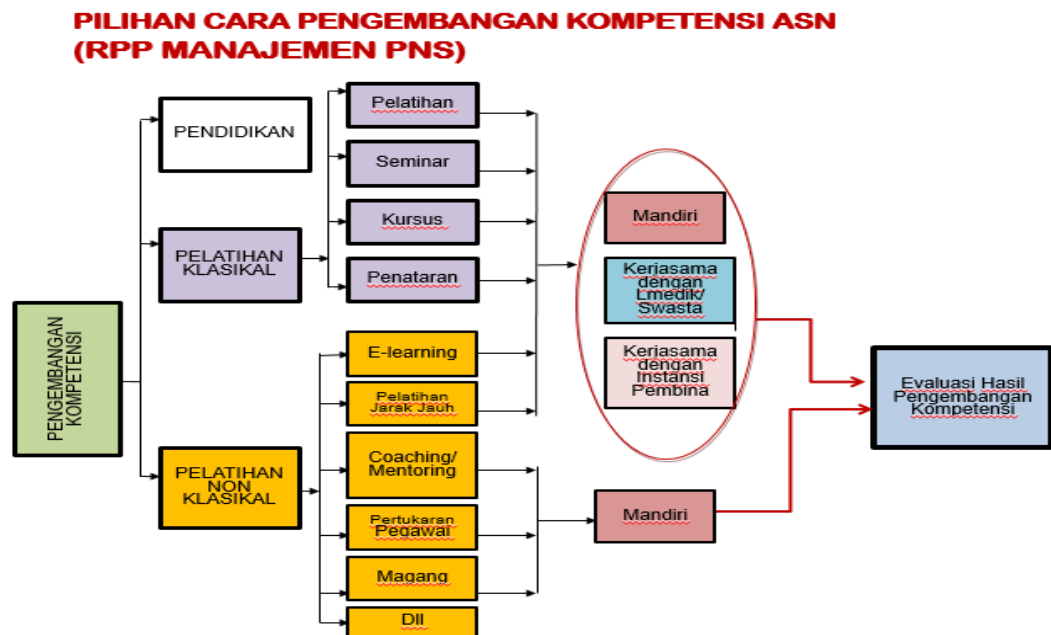 PILIHAN CARA PENGEMBANGAN KOMPETENSI ASN
(RPP MANAJEMEN PNS)
PENGEMBANGAN
KOMPETENSI
PENDIDIKAN
PELATIHAN
KLASIKAL
PELATIHAN
NON
KLASIKAL
Pelatihan
Seminar
Kursus
Penataran
E-learning
Pelatihan
Jarak Jauh
Coaching/
Mentoring
Pertukaran
Pegawai
Magang
Dll
Mandiri
Kerjasama
dengan
Lmedik/
Swasta
Kerjasama
dengan
Instansi
Pembina
Mandiri
Evaluasi Hasil
Pengembangan
Kompetensi